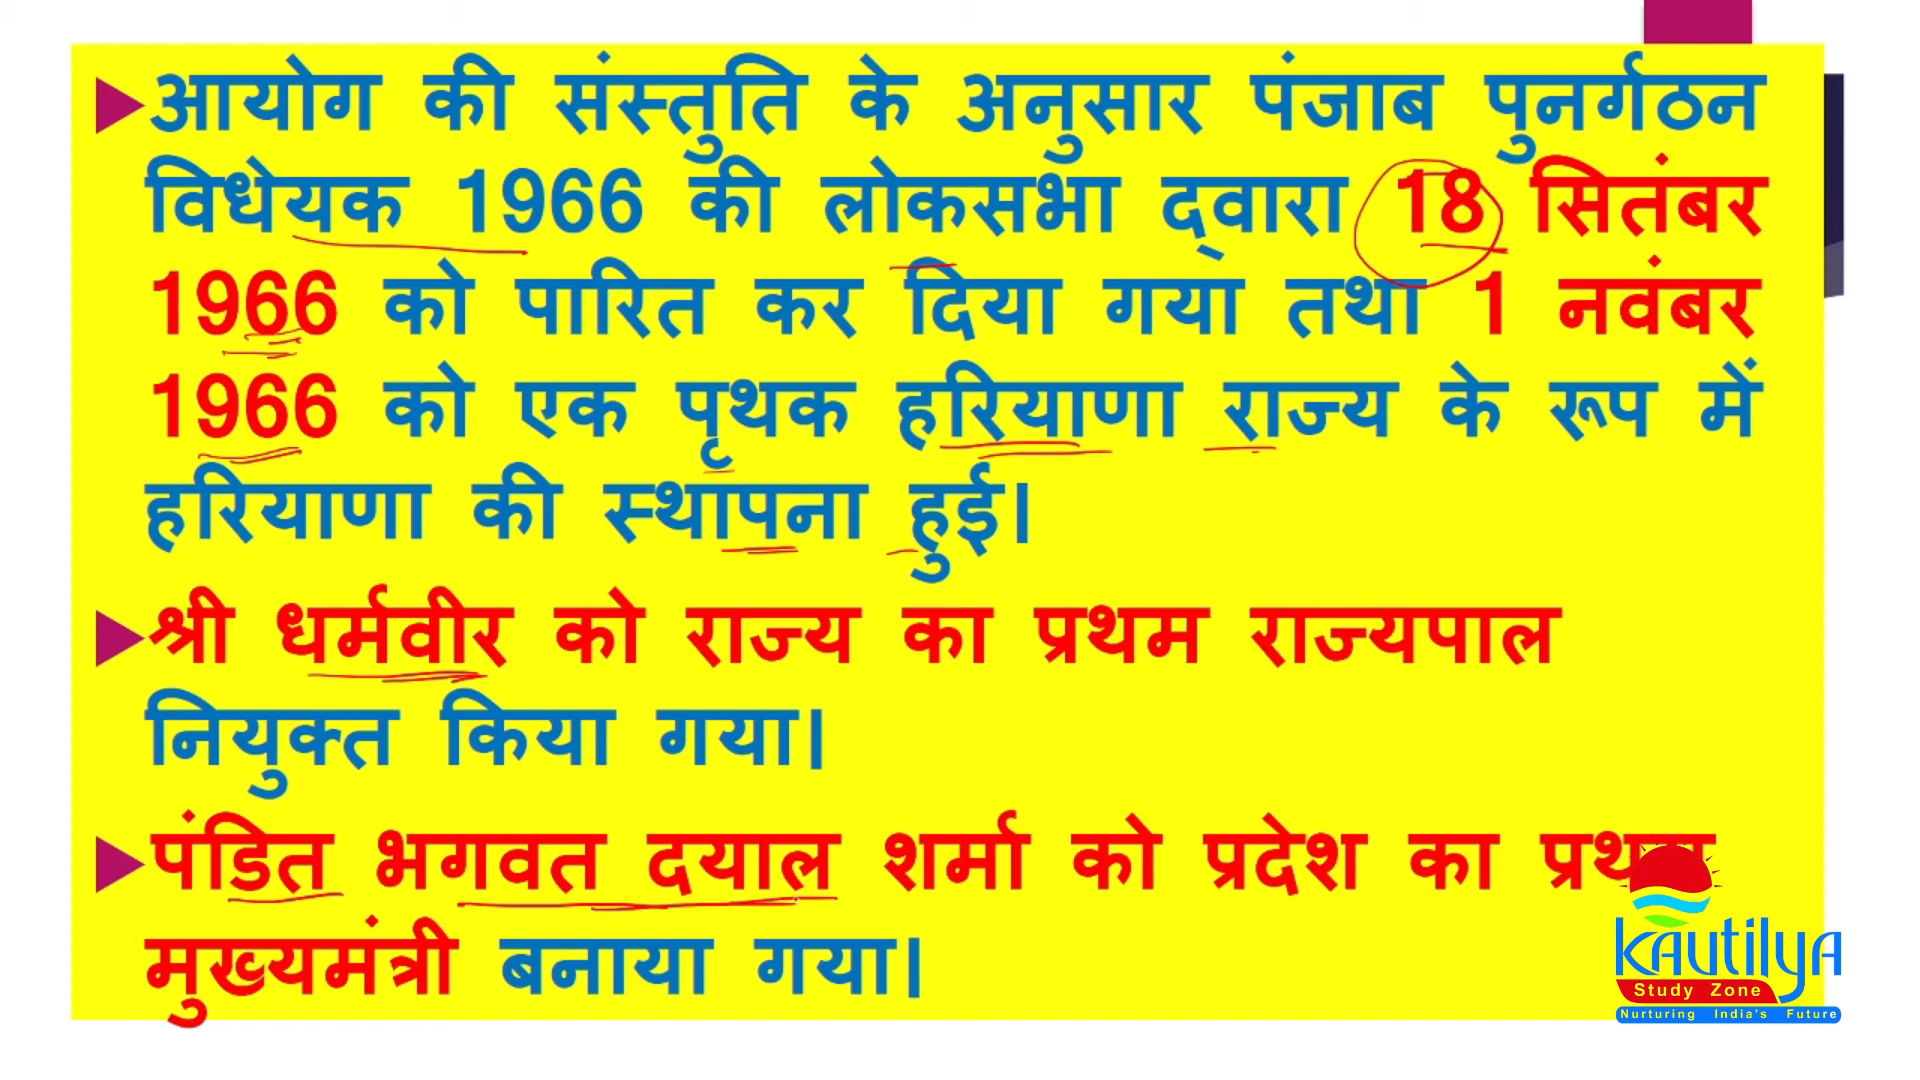 आयोग की संस्तुति के अनुसार पंजाब पुनर्गठन
विधेयक 1966 की लोकसभा द्वारा 18 सितंबर
1966 को पारित कर दिया गया तथा 1 नवंबर
1966 को एक पृथक हरियाणा राज्य के रूप में
हरियाणा की स्थापना हुई।
श्री धर्मवीर को राज्य का प्रथम राज्यपाल
नियुक्त किया गया।
पंडित भगवत दयाल शर्मा को प्रदेश का प्रथम
मुख्यमंत्री बनाया गया।
Kautilya
Study Zone
Nurturing India's Future